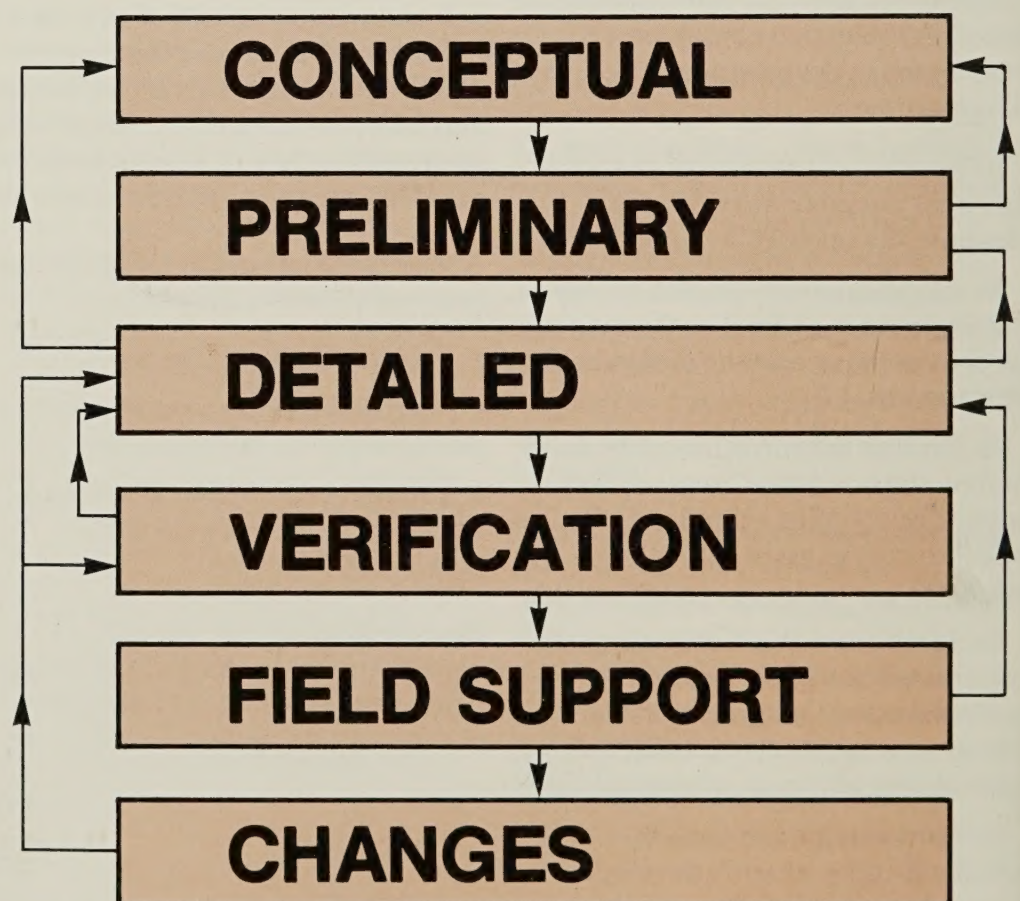 CONCEPTUAL
PRELIMINARY
DETAILED
VERIFICATION
FIELD SUPPORT
CHANGES